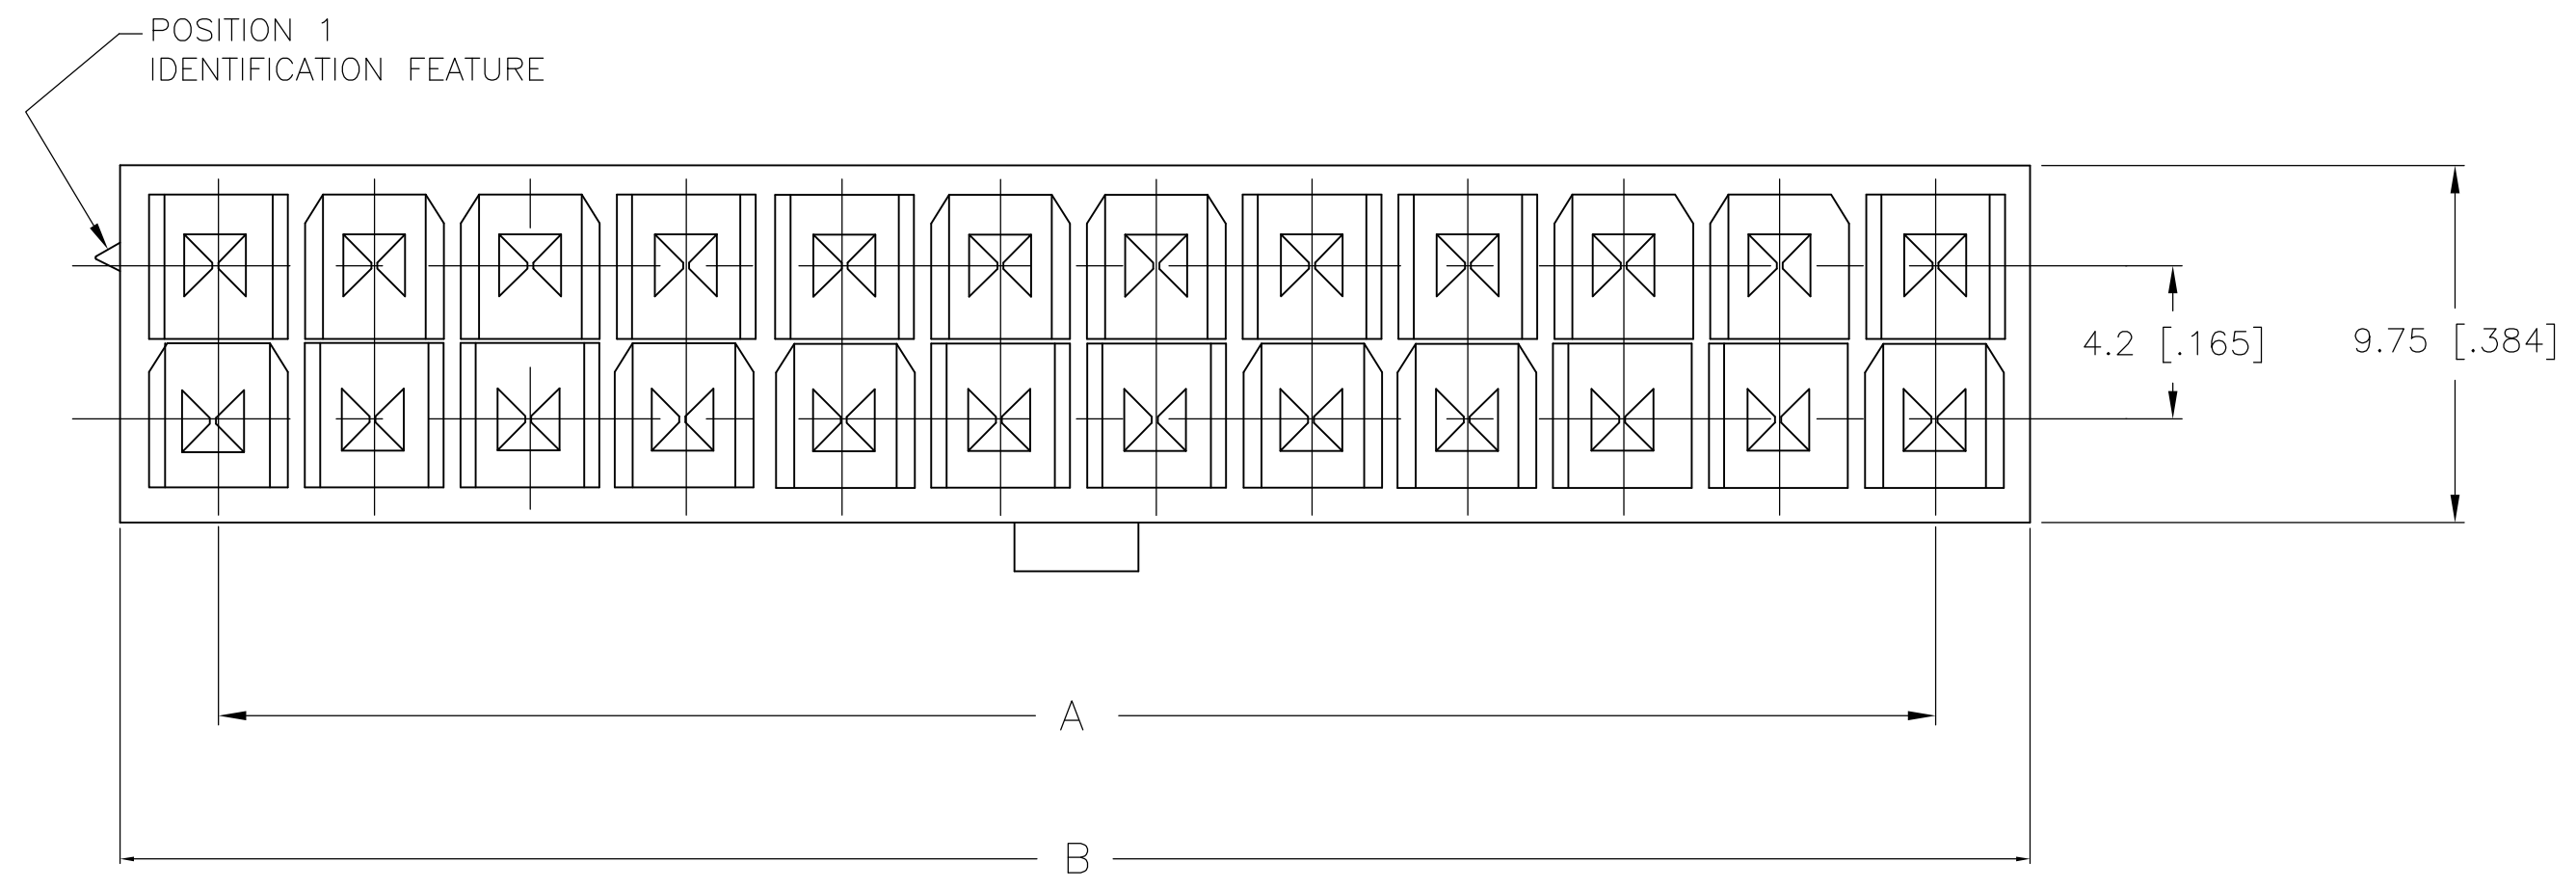 POSITION 1
IDENTIFICATION FEATURE
4.2 [.165]
9.75 [.384]
A
B